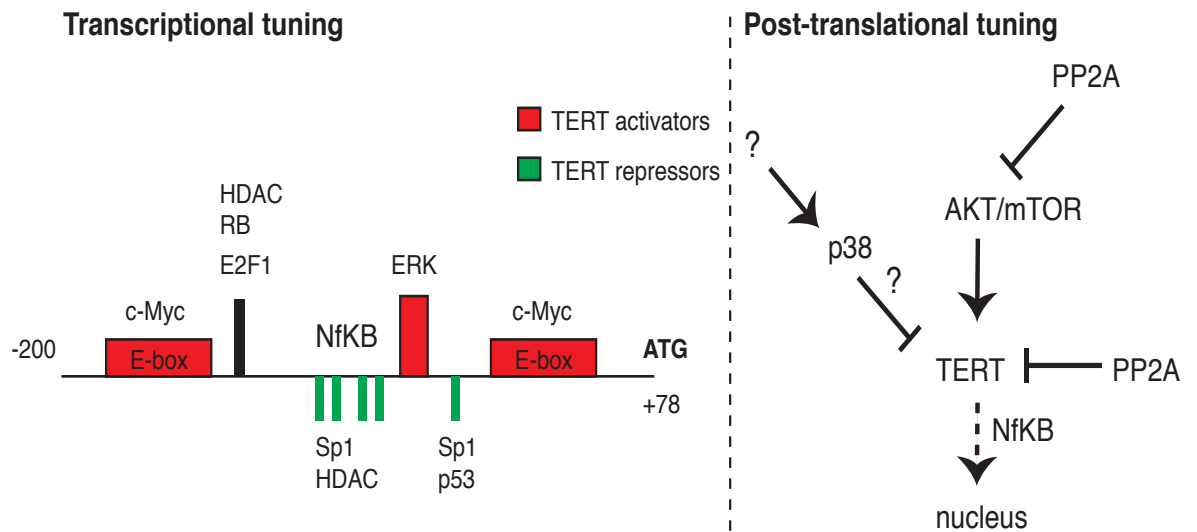 Transcriptional tuning
TERT activators
TERT repressors
HDAC
RB
E2F1
ERK
c-Myc
NfKB
c-Myc
-200
E-box
E-box
ATG
+78
Sp1
HDAC
Sp1
p53
Post-translational tuning
PP2A
?
AKT/mTOR
p38
?
TERT
PP2A
NfKB
nucleus